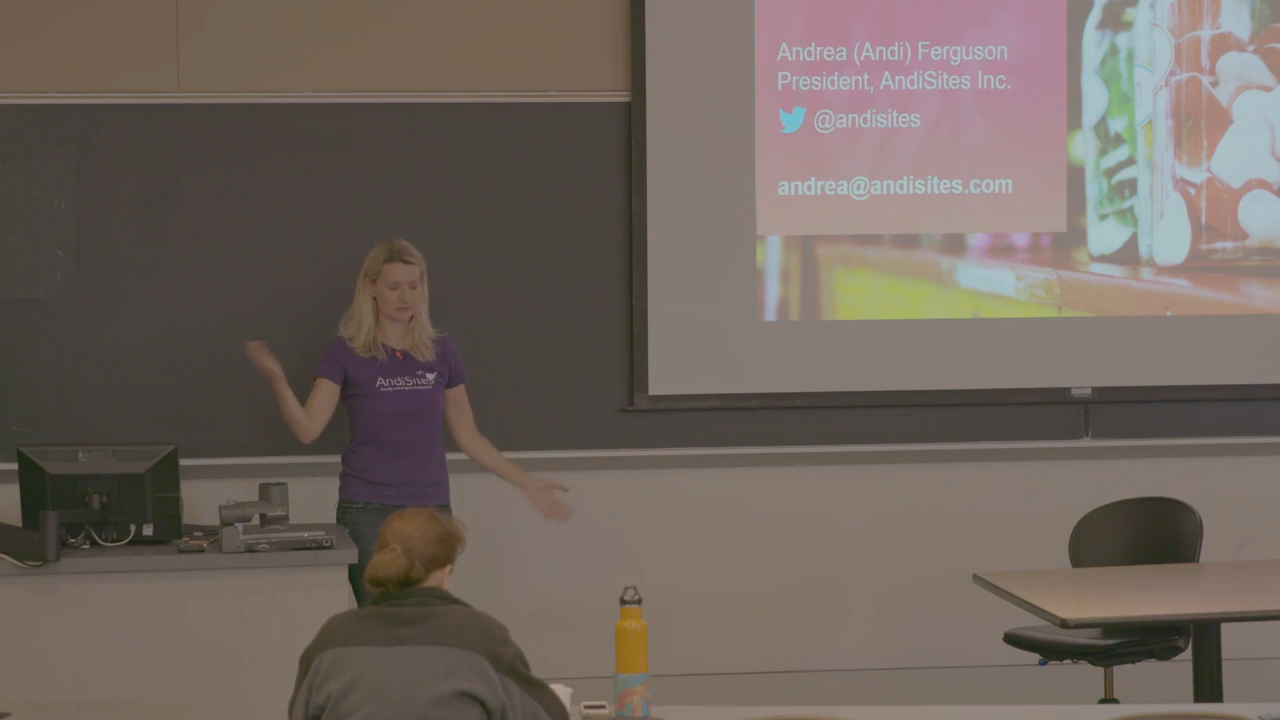 Andrea (Andi) Ferguson
President, AndiSites Inc.
@andisites
andrea@andisites.com
AndiSites